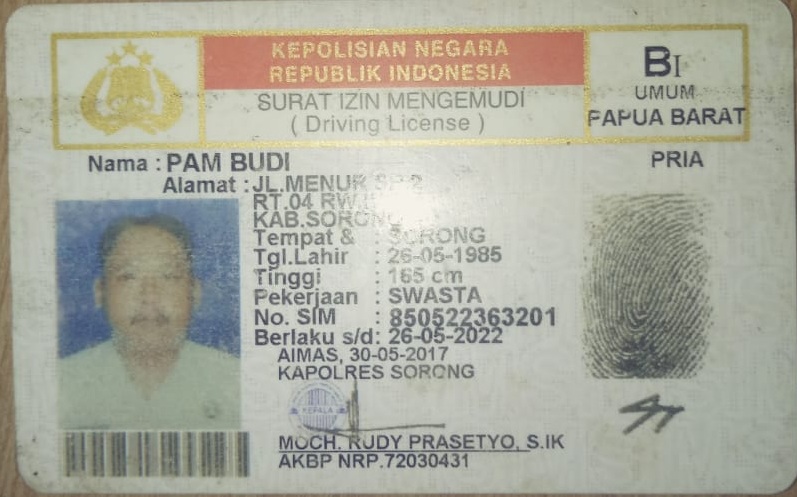 KEPOLISIAN NEGARA
REPUBLIK INDONESIA
SURAT IZIN MENGEMUDI
( Driving License )
BI
UMUM
PAPUA BARAT
Nama : PAM BUDI
PRIA
Alamat : JL.MENUR SP 2
RT.04 RW.
KAB.SORONG
Tempat & : SORONG
Tgl.Lahir : 26-05-1985
Tinggi : 165 cm
Pekerjaan : SWASTA
No. SIM : 850522363201
Berlaku s/d: 26-05-2022
AIMAS, 30-05-2017
KAPOLRES SORONG
KEPALA
MOCH. RUDY PRASETYO, S.IK
AKBP NRP.72030431